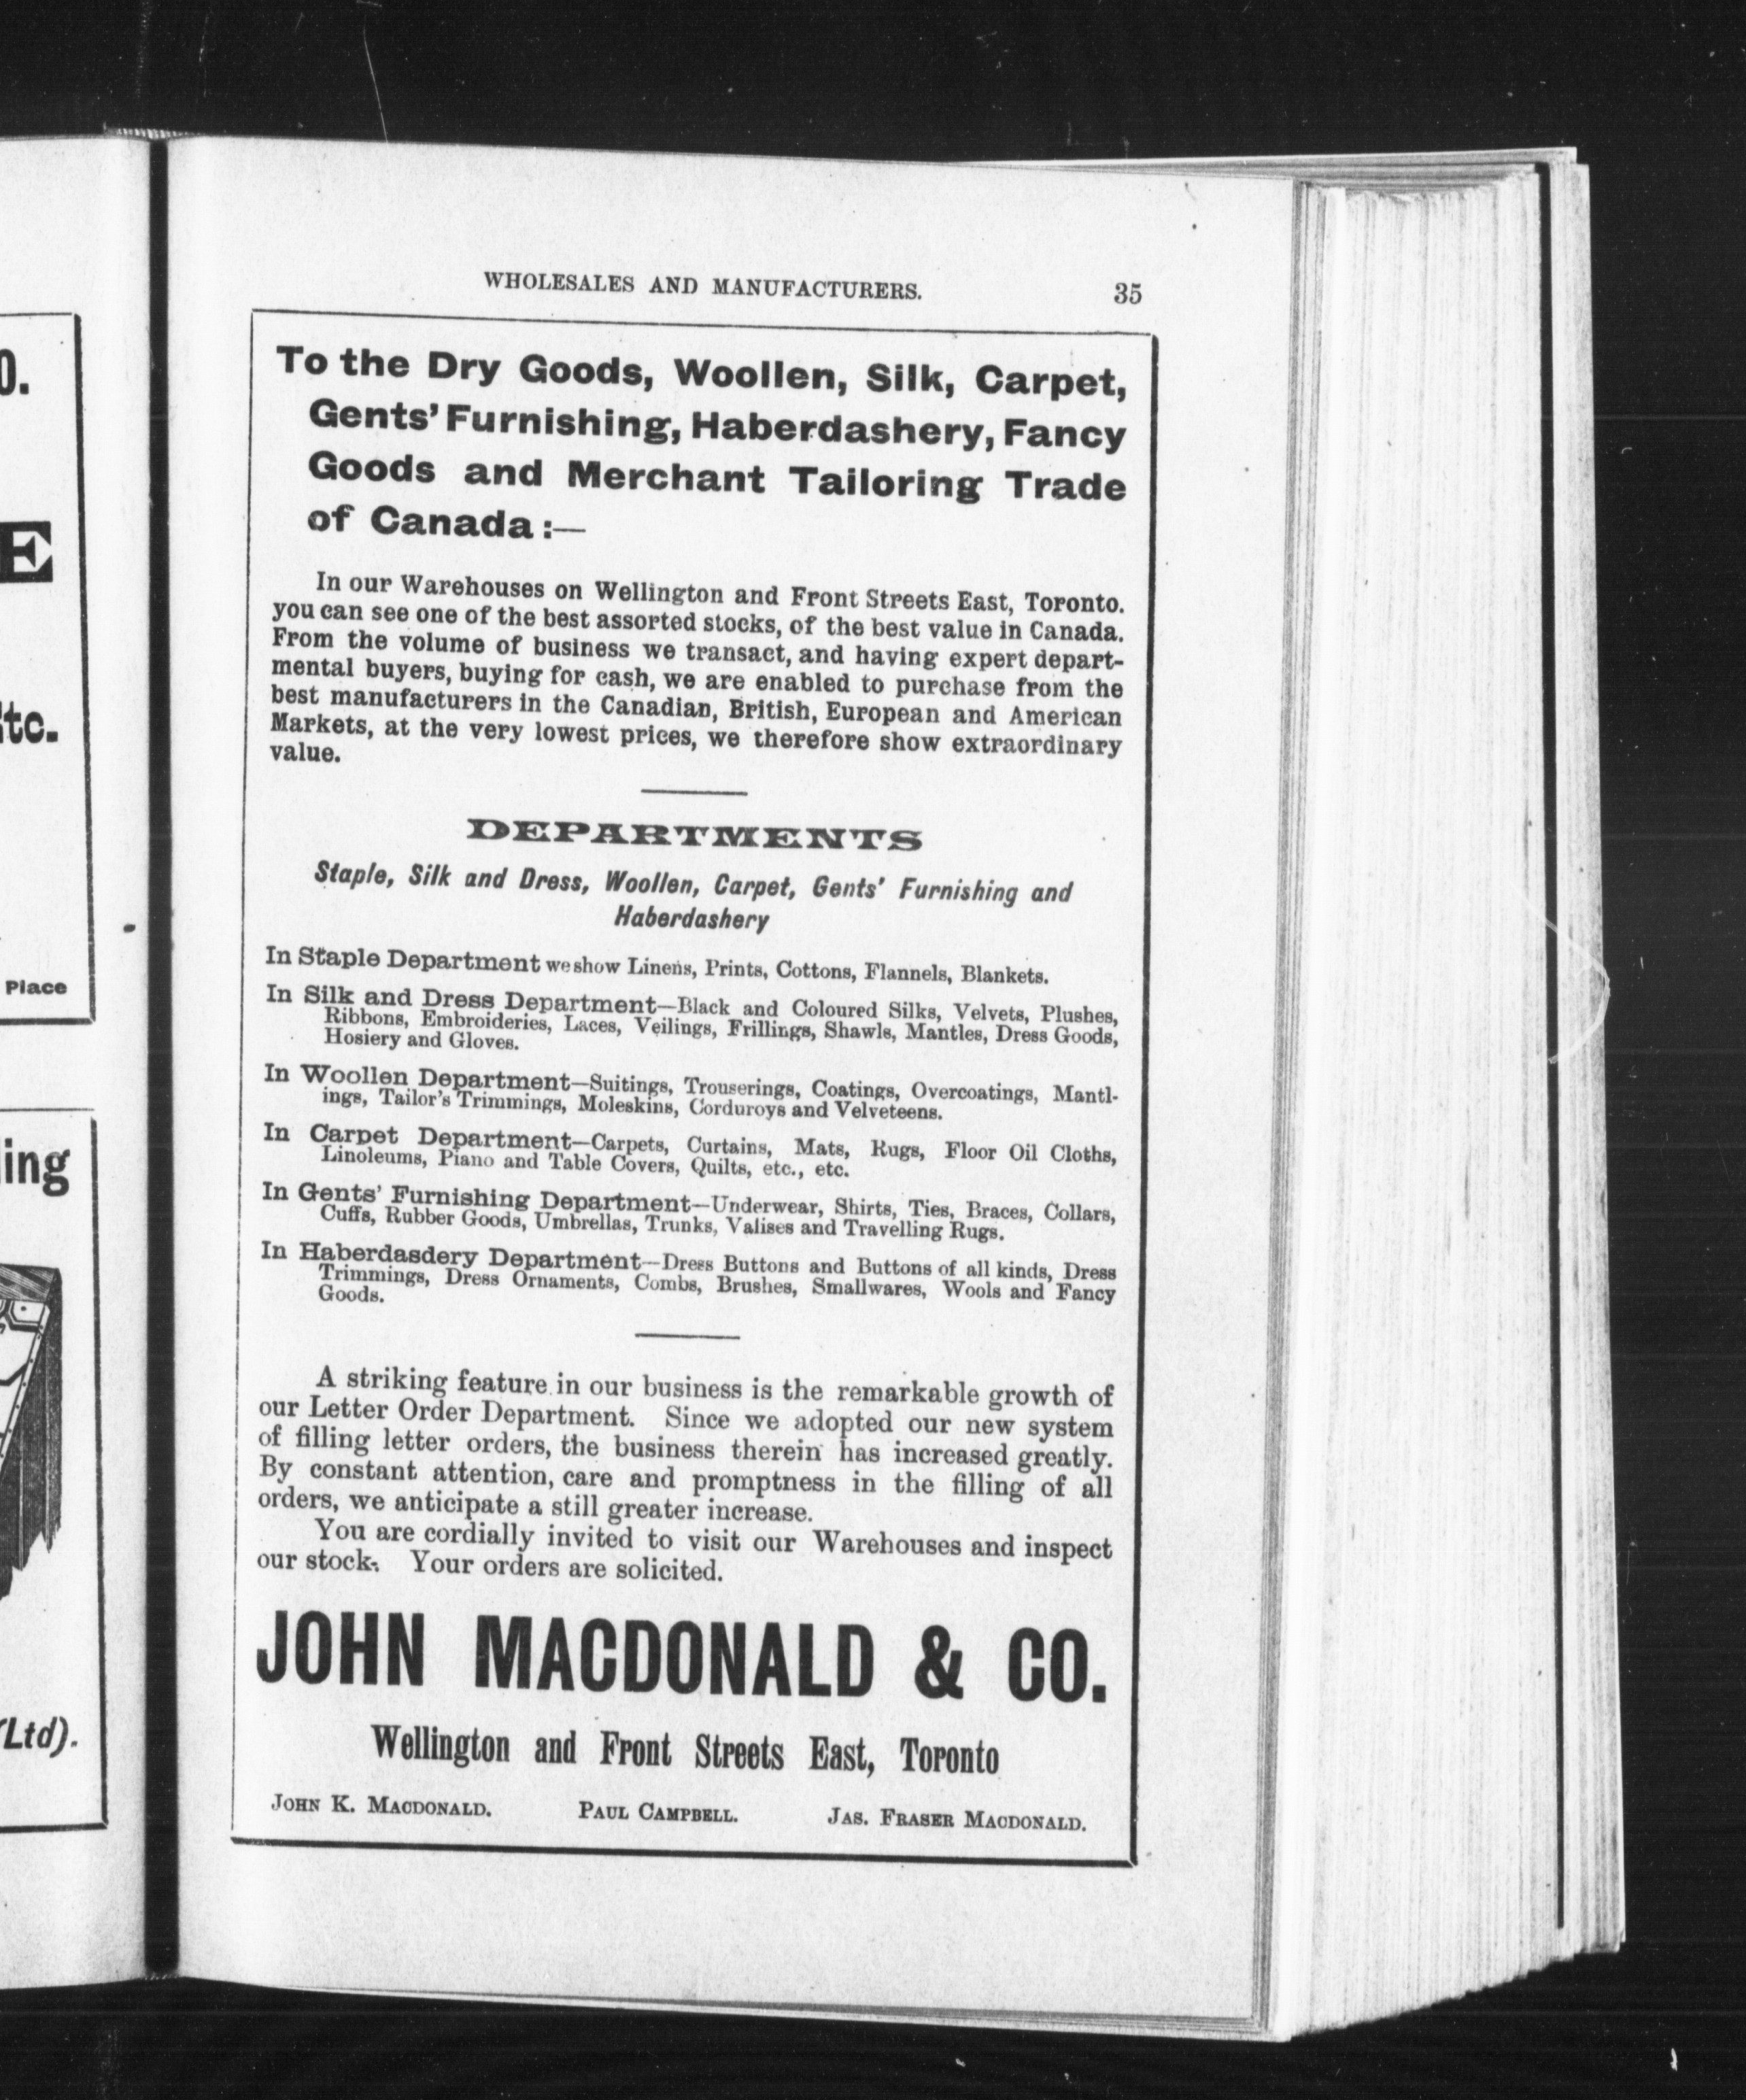 O.
E
Etc.
Place
ing
(Ltd).
WHOLESALES AND MANUFACTURERS. 35
To the Dry Goods, Woollen, Silk, Carpet,
Gents' Furnishing, Haberdashery, Fancy
Goods and Merchant Tailoring Trade
of Canada:—
In our Warehouses on Wellington and Front Streets East, Toronto.
you can see one of the best assorted stocks, of the best value in Canada.
From the volume of business we transact, and having expert depart-
mental buyers, buying for cash, we are enabled to purchase from the
best manufacturers in the Canadian, British, European and American
Markets, at the very lowest prices, we therefore show extraordinary
value.
DEPARTMENTS
Staple, Silk and Dress, Woollen, Carpet, Gents' Furnishing and
Haberdashery
In Staple Department we show Linens, Prints, Cottons, Flannels, Blankets.
In Silk and Dress Department—Black and Coloured Silks, Velvets, Plushes,
Ribbons, Embroideries, Laces, Veilings, Frillings, Shawls, Mantles, Dress Goods,
Hosiery and Gloves.
In Woollen Department—Suitings, Trouserings, Coatings, Overcoatings, Mantl-
ings, Tailor's Trimmings, Moleskins, Corduroys and Velveteens.
In Carpet Department—Carpets, Curtains, Mats, Rugs, Floor Oil Cloths,
Linoleums, Piano and Table Covers, Quilts, etc., etc.
In Gents' Furnishing Department—Underwear, Shirts, Ties, Braces, Collars,
Cuffs, Rubber Goods, Umbrellas, Trunks, Valises and Travelling Rugs.
In Haberdasdery Department—Dress Buttons and Buttons of all kinds, Dress
Trimmings, Dress Ornaments, Combs, Brushes, Smallwares, Wools and Fancy
Goods.
A striking feature in our business is the remarkable growth of
our Letter Order Department. Since we adopted our new system
of filling letter orders, the business therein has increased greatly.
By constant attention, care and promptness in the filling of all
orders, we anticipate a still greater increase.
You are cordially invited to visit our Warehouses and inspect
our stock. Your orders are solicited.
JOHN MACDONALD & CO.
Wellington and Front Streets East, Toronto
JOHN K. MACDONALD. PAUL CAMPBELL. JAS. FRASER MACDONALD.